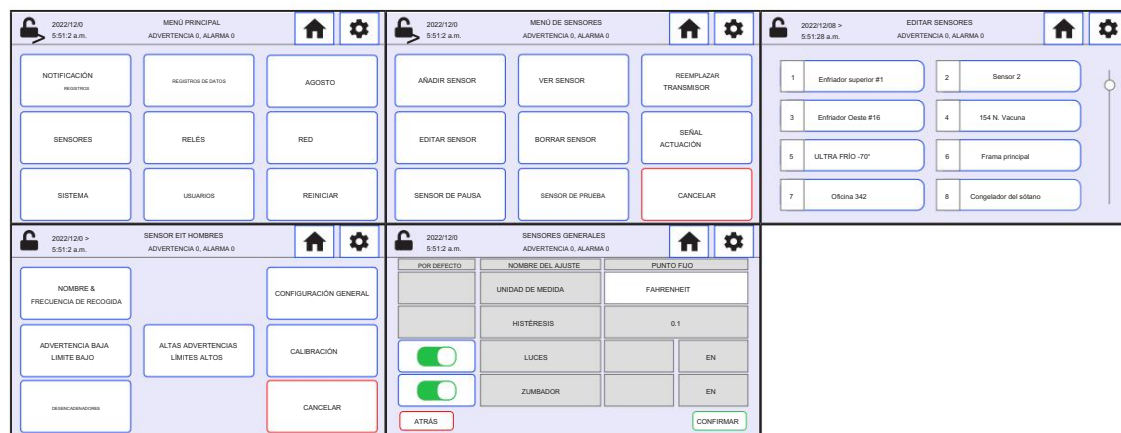 2022/12/0
5:51:2 a.m.
MENÚ PRINCIPAL
ADVERTENCIA 0, ALARMA 0
NOTIFICACIÓN
REGISTROS
REGISTROS DE DATOS
AGOSTO
SENSORES
RELÉS
RED
SISTEMA
USUARIOS
REINICIAR
2022/12/0
5:51:2 a.m.
MENÚ DE SENSORES
ADVERTENCIA 0, ALARMA 0
AÑADIR SENSOR
VER SENSOR
REEMPLAZAR
TRANSMISOR
EDITAR SENSOR
BORRAR SENSOR
SEÑAL
ACTUACIÓN
SENSOR DE PAUSA
SENSOR DE PRUEBA
CANCELAR
2022/12/08 >
5:51:28 a.m.
EDITAR SENSORES
ADVERTENCIA 0, ALARMA 0
1 Enfriador superior #1
2 Sensor 2
3 Enfriador Oeste #16
4 154 N. Vacuna
5 ULTRA FRÍO -70°
6 Frama principal
7 Oficina 342
8 Congelador del sótano
2022/12/0 >
5:51:2 a.m.
SENSOR EIT HOMBRES
ADVERTENCIA 0, ALARMA 0
NOMBRE &
FRECUENCIA DE RECOGIDA
CONFIGURACIÓN GENERAL
ADVERTENCIA BAJA
LIMITE BAJO
ALTAS ADVERTENCIAS
LÍMITES ALTOS
CALIBRACIÓN
DESENCADENADORES
CANCELAR
2022/12/0
5:51:2 a.m.
SENSORES GENERALES
ADVERTENCIA 0, ALARMA 0
POR DEFECTO
NOMBRE DEL AJUSTE
PUNTO FIJO
UNIDAD DE MEDIDA
FAHRENHEIT
HISTÉRESIS
0.1
LUCES
EN
ZUMBADOR
EN
ATRÁS
CONFIRMAR